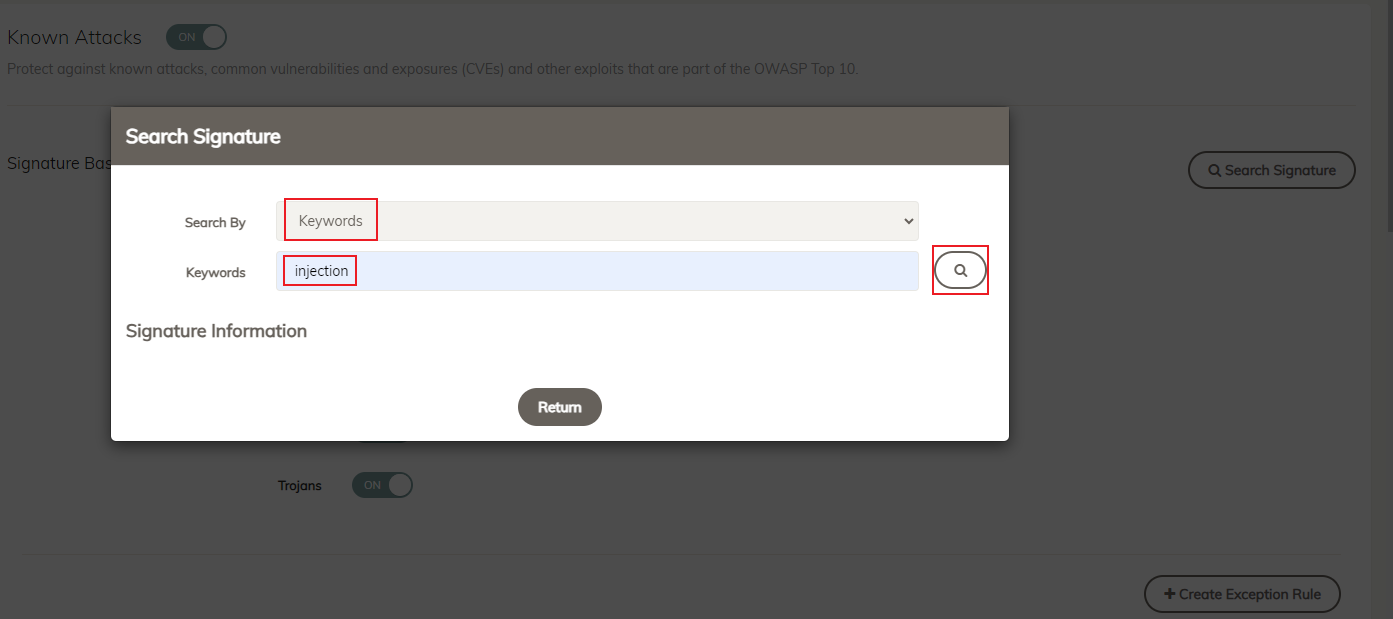 Known Attacks ON
Protect against known attacks, common vulnerabilities and exposures (CVEs) and other exploits that are part of the OWASP Top 10.
Search Signature
Signature Bas
Search Signature
Search By Keywords
Keywords injection
Signature Information
Return
Trojans ON
Create Exception Rule